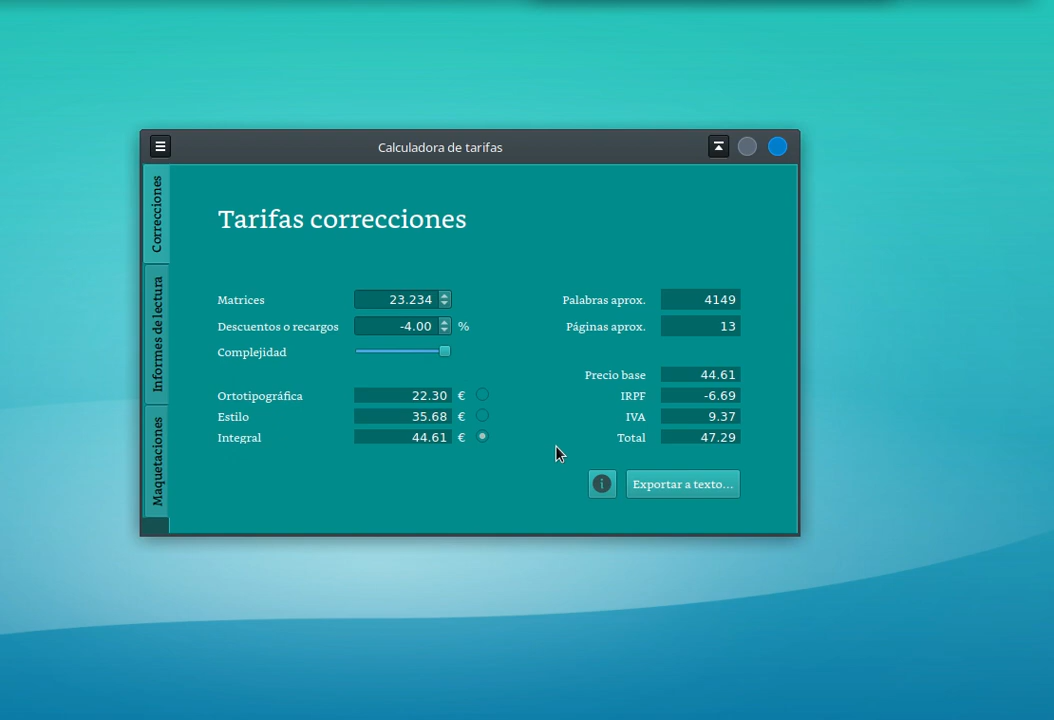 Calculadora de tarifas
Correcciones
Informes de lectura
Maquetaciones
Tarifas correcciones
Matrices 23.234
Descuentos o recargos -4.00 %
Complejidad
Ortotipográfica 22.30 €
Estilo 35.68 €
Integral 44.61 €
Palabras aprox. 4149
Páginas aprox. 13
Precio base 44.61
IRPF -6.69
IVA 9.37
Total 47.29
i
Exportar a texto...